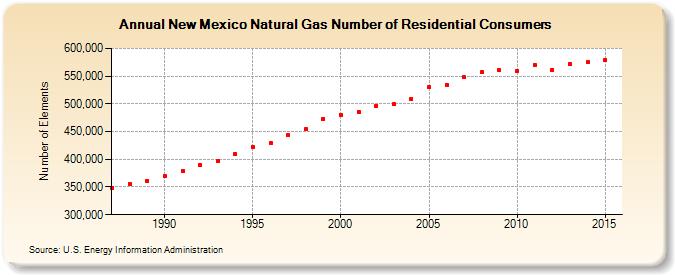 Annual New Mexico Natural Gas Number of Residential Consumers
Number of Elements
600,000
550,000
500,000
450,000
400,000
350,000
300,000
1990 1995 2000 2005 2010 2015
Source: U.S. Energy Information Administration